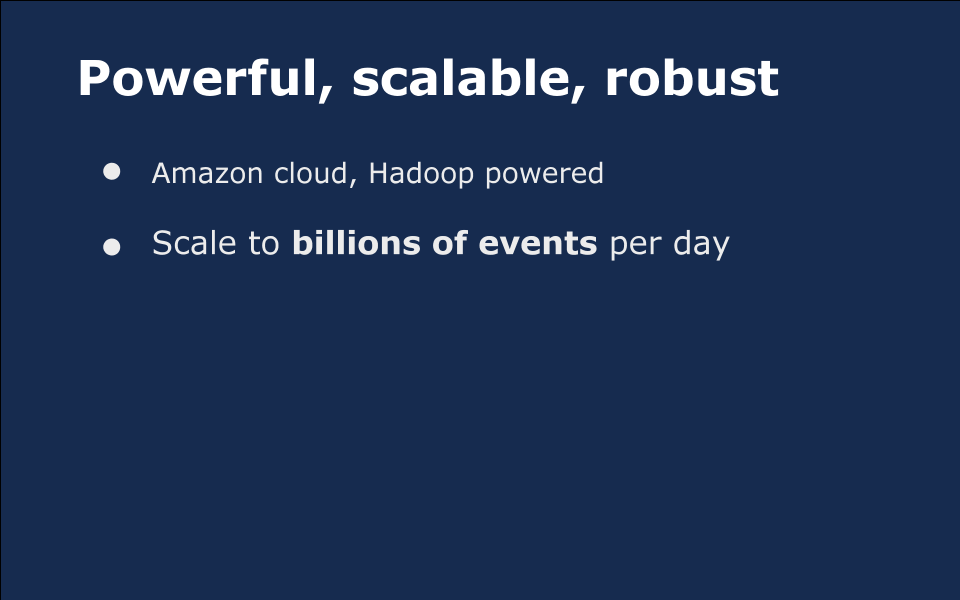 Powerful, scalable, robust
Amazon cloud, Hadoop powered
Scale to billions of events per day